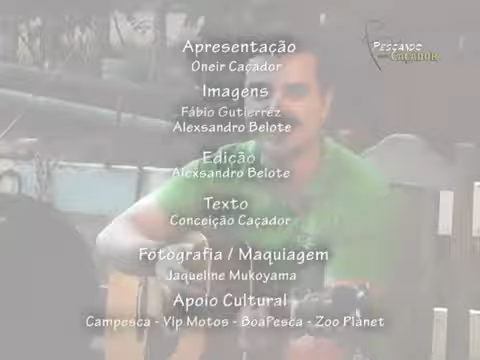 Pescando
Caçador
Apresentação
Oneir Caçador
Imagens
Fábio Gutierrez
Alexsandro Belote
Edição
Alexsandro Belote
Texto
Conceição Caçador
Fotografia / Maquiagem
Jaqueline Mukoyama
Apoio Cultural
Campesca - Vip Motos - BoaPesca - Zoo Planet